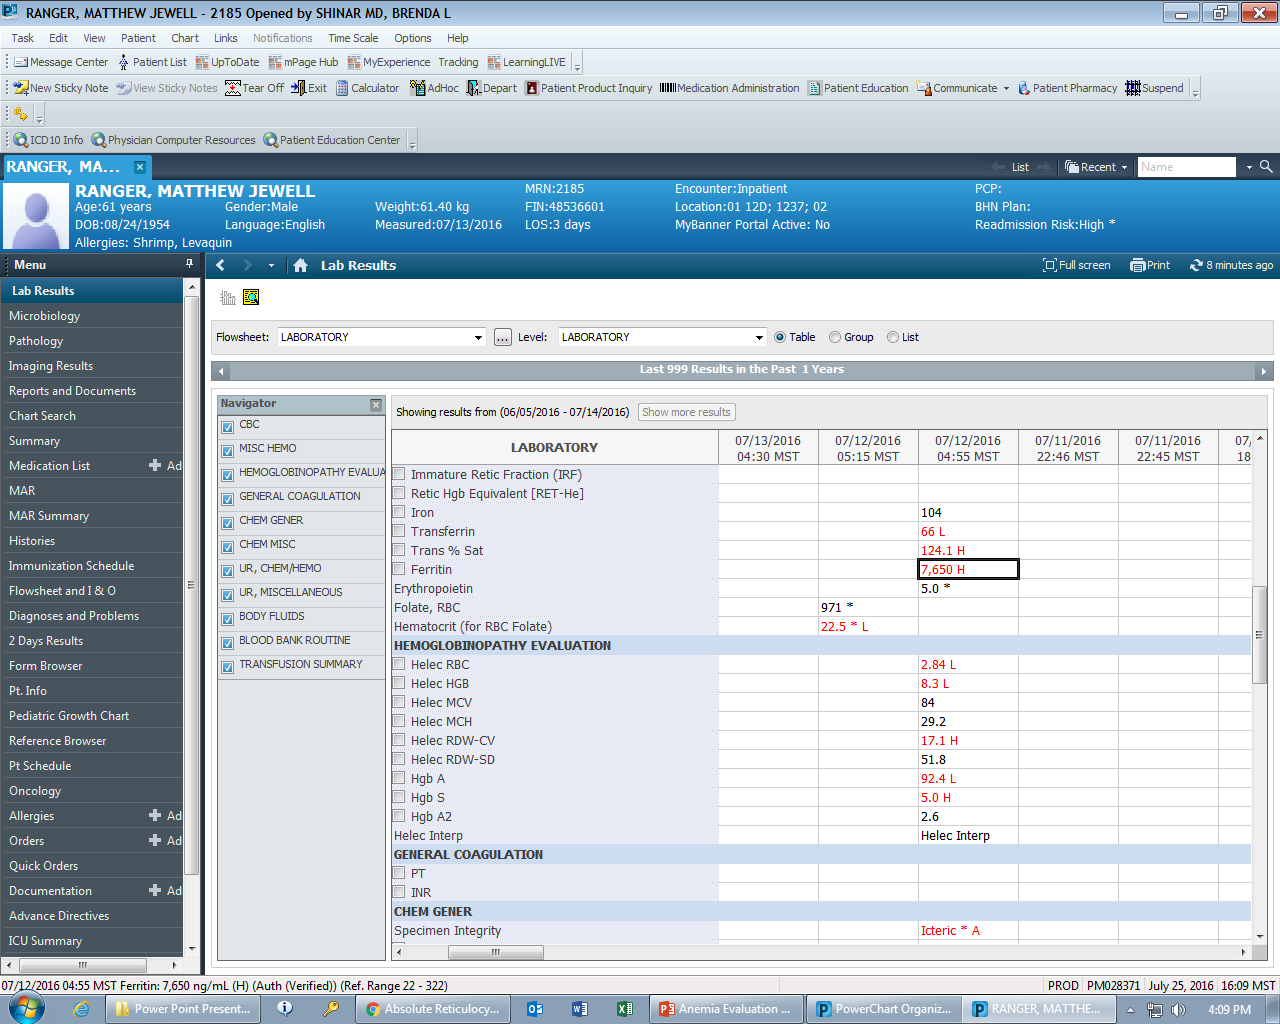 RANGER, MATTHEW JEWELL - 2185 Opened by SHINAR MD, BRENDA L
Task Edit View Patient Chart Links Notifications Time Scale Options Help
Message Center Patient List UpToDate mPage Hub MyExperience Tracking LearningLIVE
New Sticky Note View Sticky Notes Tear Off Exit Calculator AdHoc Depart Patient Product Inquiry Medication Administration Patient Education Communicate Patient Pharmacy Suspend
ICD10 Info Physician Computer Resources Patient Education Center
RANGER, MA... List Recent Name
RANGER, MATTHEW JEWELL MRN:2185 Encounter:Inpatient PCP:
Age:61 years Gender:Male Weight:61.40 kg FIN:48536601 Location:01 12D; 1237; 02 BHN Plan:
DOB:08/24/1954 Language:English Measured:07/13/2016 LOS:3 days MyBanner Portal Active: No Readmission Risk:High *
Allergies: Shrimp, Levaquin
Menu
Lab Results
Microbiology
Pathology
Imaging Results
Reports and Documents
Chart Search
Summary
Medication List Ad
MAR
MAR Summary
Histories
Immunization Schedule
Flowsheet and I & O
Diagnoses and Problems
2 Days Results
Form Browser
Pt. Info
Pediatric Growth Chart
Reference Browser
Pt Schedule
Oncology
Allergies Ad
Orders Ad
Quick Orders
Documentation Ad
Advance Directives
ICU Summary
Lab Results Full screen Print 8 minutes ago
Flowsheet: LABORATORY ... Level: LABORATORY Table Group List
Last 999 Results in the Past 1 Years
Navigator
CBC
MISC HEMO
HEMOGLOBINOPATHY EVALUA
GENERAL COAGULATION
CHEM GENER
CHEM MISC
UR, CHEM/HEMO
UR, MISCELLANEOUS
BODY FLUIDS
BLOOD BANK ROUTINE
TRANSFUSION SUMMARY
Showing results from (06/05/2016 - 07/14/2016) Show more results
LABORATORY 07/13/2016 04:30 MST 07/12/2016 05:15 MST 07/12/2016 04:55 MST 07/11/2016 22:46 MST 07/11/2016 22:45 MST 07/ 18
Immature Retic Fraction (IRF)
Retic Hgb Equivalent [RET-He]
Iron 104
Transferrin 66 L
Trans % Sat 124.1 H
Ferritin 7,650 H
Erythropoietin 5.0 *
Folate, RBC 971 *
Hematocrit (for RBC Folate) 22.5 * L
HEMOGLOBINOPATHY EVALUATION
Helec RBC 2.84 L
Helec HGB 8.3 L
Helec MCV 84
Helec MCH 29.2
Helec RDW-CV 17.1 H
Helec RDW-SD 51.8
Hgb A 92.4 L
Hgb S 5.0 H
Hgb A2 2.6
Helec Interp Helec Interp
GENERAL COAGULATION
PT
INR
CHEM GENER
Specimen Integrity Icteric * A
07/12/2016 04:55 MST Ferritin: 7,650 ng/mL (H) (Auth (Verified)) (Ref. Range 22 - 322) PROD PM028371 July 25, 2016 16:09 MST
Power Point Present... Absolute Reticulocy... Anemia Evaluation ... PowerChart Organiz... RANGER, MATTHE... 4:09 PM